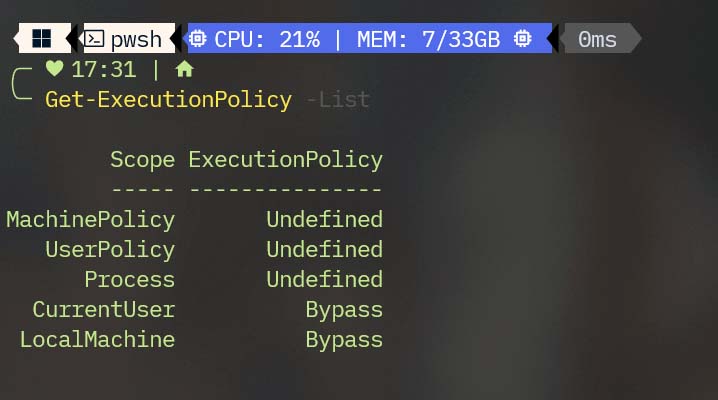 pwsh CPU: 21% | MEM: 7/33GB 0ms
17:31 |
Get-ExecutionPolicy -List
Scope ExecutionPolicy
----- ---------------
MachinePolicy Undefined
UserPolicy Undefined
Process Undefined
CurrentUser Bypass
LocalMachine Bypass